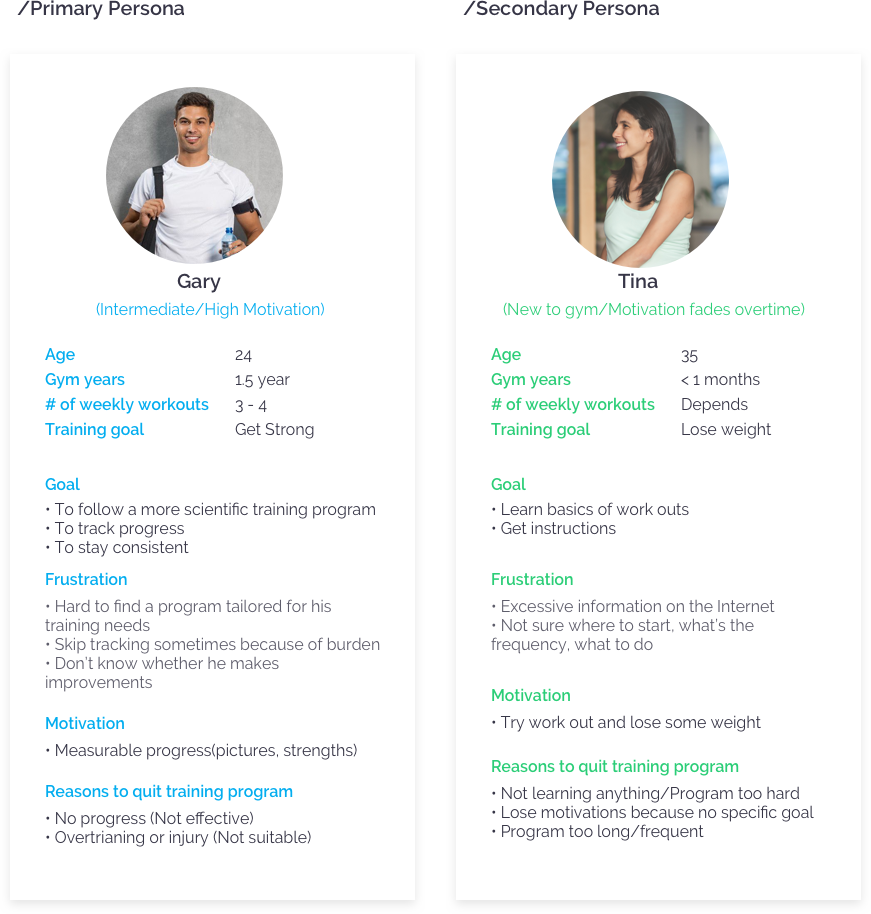 /Primary Persona
Gary
(Intermediate/High Motivation)
Age 24
Gym years 1.5 year
# of weekly workouts 3 - 4
Training goal Get Strong
Goal
• To follow a more scientific training program
• To track progress
• To stay consistent
Frustration
• Hard to find a program tailored for his
training needs
• Skip tracking sometimes because of burden
• Don't know whether he makes
improvements
Motivation
• Measurable progress(pictures, strengths)
Reasons to quit training program
• No progress (Not effective)
• Overtrianing or injury (Not suitable)
/Secondary Persona
Tina
(New to gym/Motivation fades overtime)
Age 35
Gym years < 1 months
# of weekly workouts Depends
Training goal Lose weight
Goal
• Learn basics of work outs
• Get instructions
Frustration
• Excessive information on the Internet
• Not sure where to start, what's the
frequency, what to do
Motivation
• Try work out and lose some weight
Reasons to quit training program
• Not learning anything/Program too hard
• Lose motivations because no specific goal
• Program too long/frequent